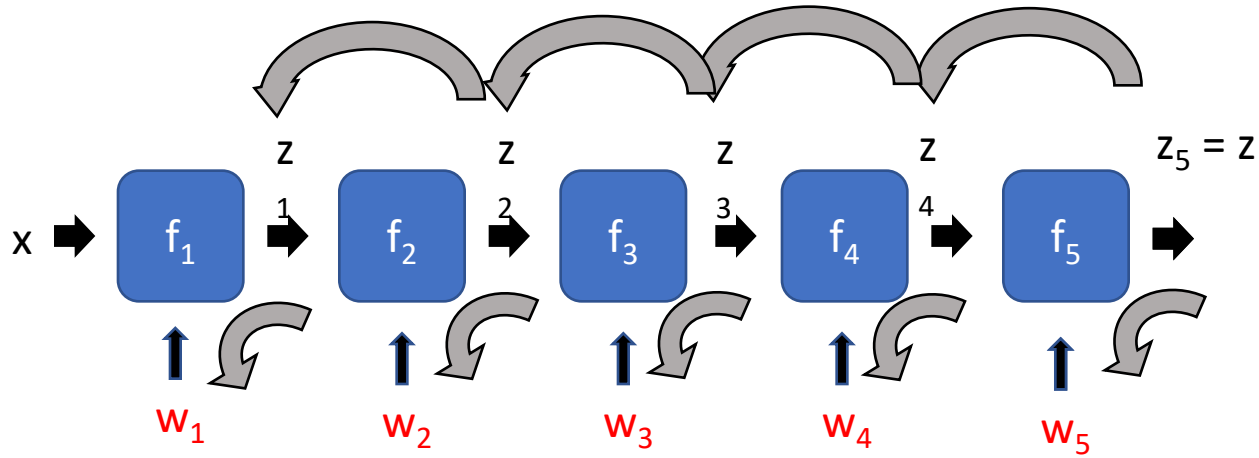 z z z z z₅ = z
1 2 3 4
x f₁ f₂ f₃ f₄ f₅
w₁ w₂ w₃ w₄ w₅